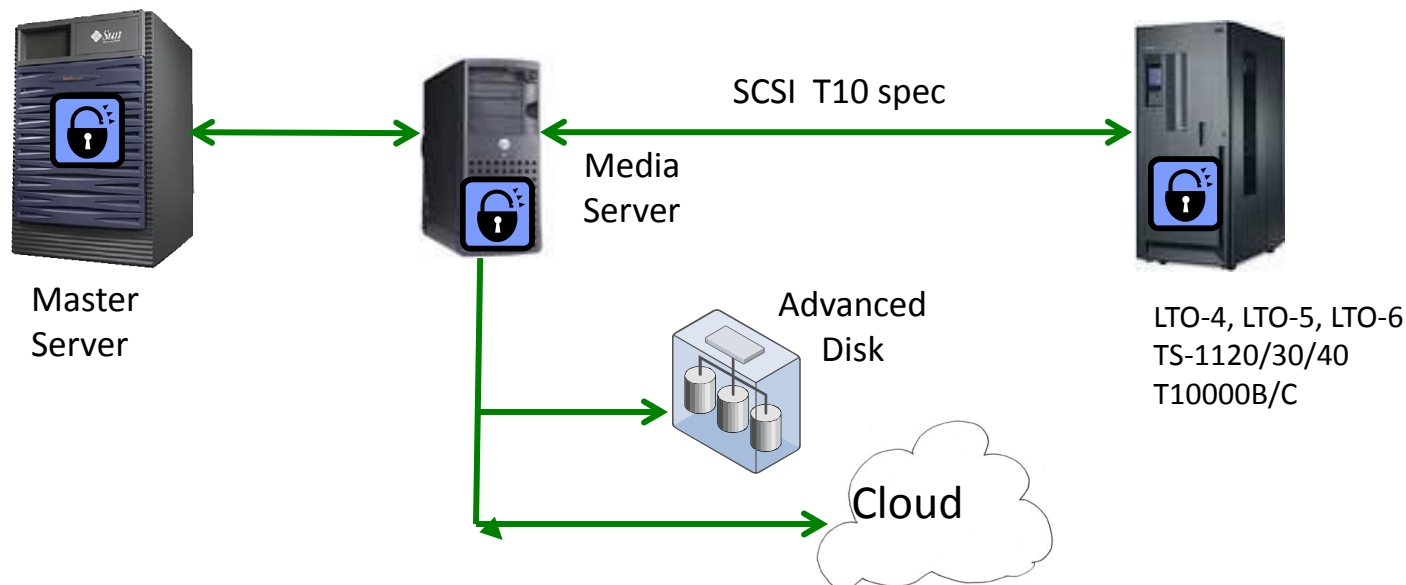 Sun
SCSI T10 spec
Media
Server
Master
Server
Advanced
Disk
LTO-4, LTO-5, LTO-6
TS-1120/30/40
T10000B/C
Cloud